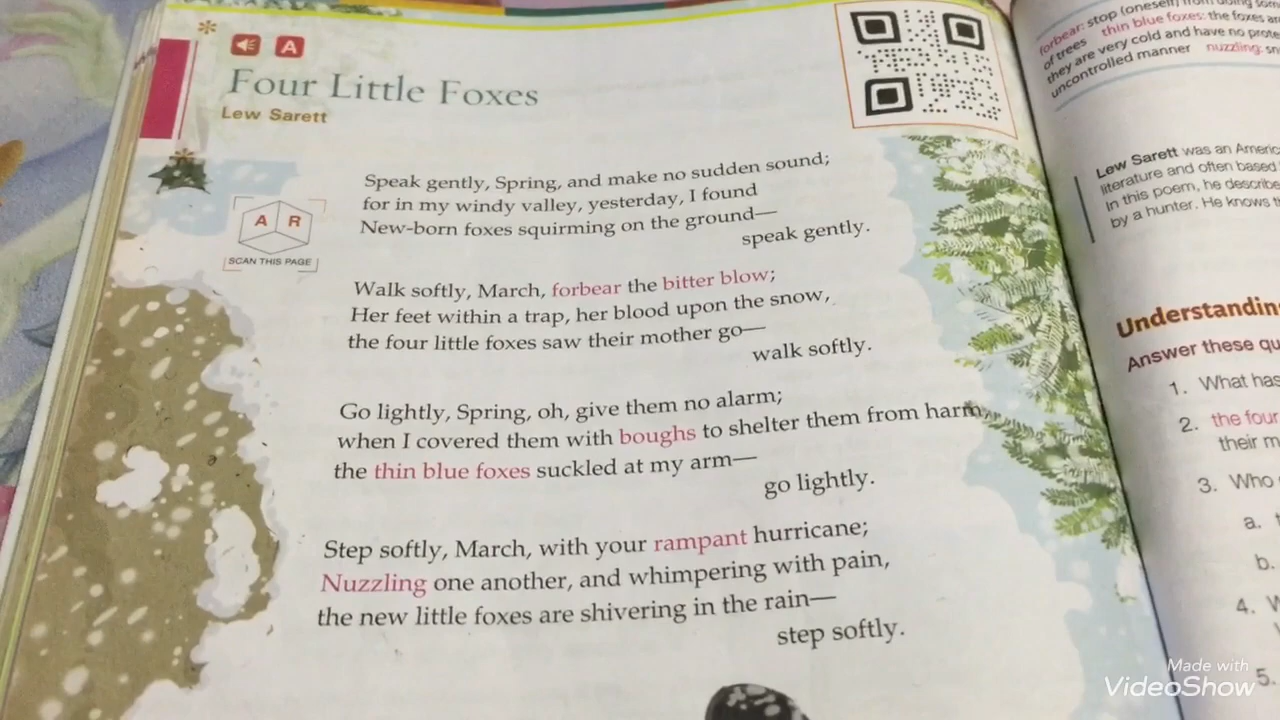 A
Four Little Foxes
Lew Sarett
A R
SCAN THIS PAGE
Speak gently, Spring, and make no sudden sound;
for in my windy valley, yesterday, I found
New-born foxes squirming on the ground—
speak gently.
Walk softly, March, forbear the bitter blow;
Her feet within a trap, her blood upon the snow,
the four little foxes saw their mother go—
walk softly.
Go lightly, Spring, oh, give them no alarm;
when I covered them with boughs to shelter them from harm,
the thin blue foxes suckled at my arm—
go lightly.
Step softly, March, with your rampant hurricane;
Nuzzling one another, and whimpering with pain,
the new little foxes are shivering in the rain—
step softly.
forbear: stop (oneself) from doing
of trees thin blue foxes: the foxes
they are very cold and have no
uncontrolled manner nuzzling:
Lew Sarett was an
literature and often based
In this poem, he
by a hunter. He knows
Answer these
1. What has
2. the four
their
3. Who
a.
b.
4.
5.
Made with
VideoShow